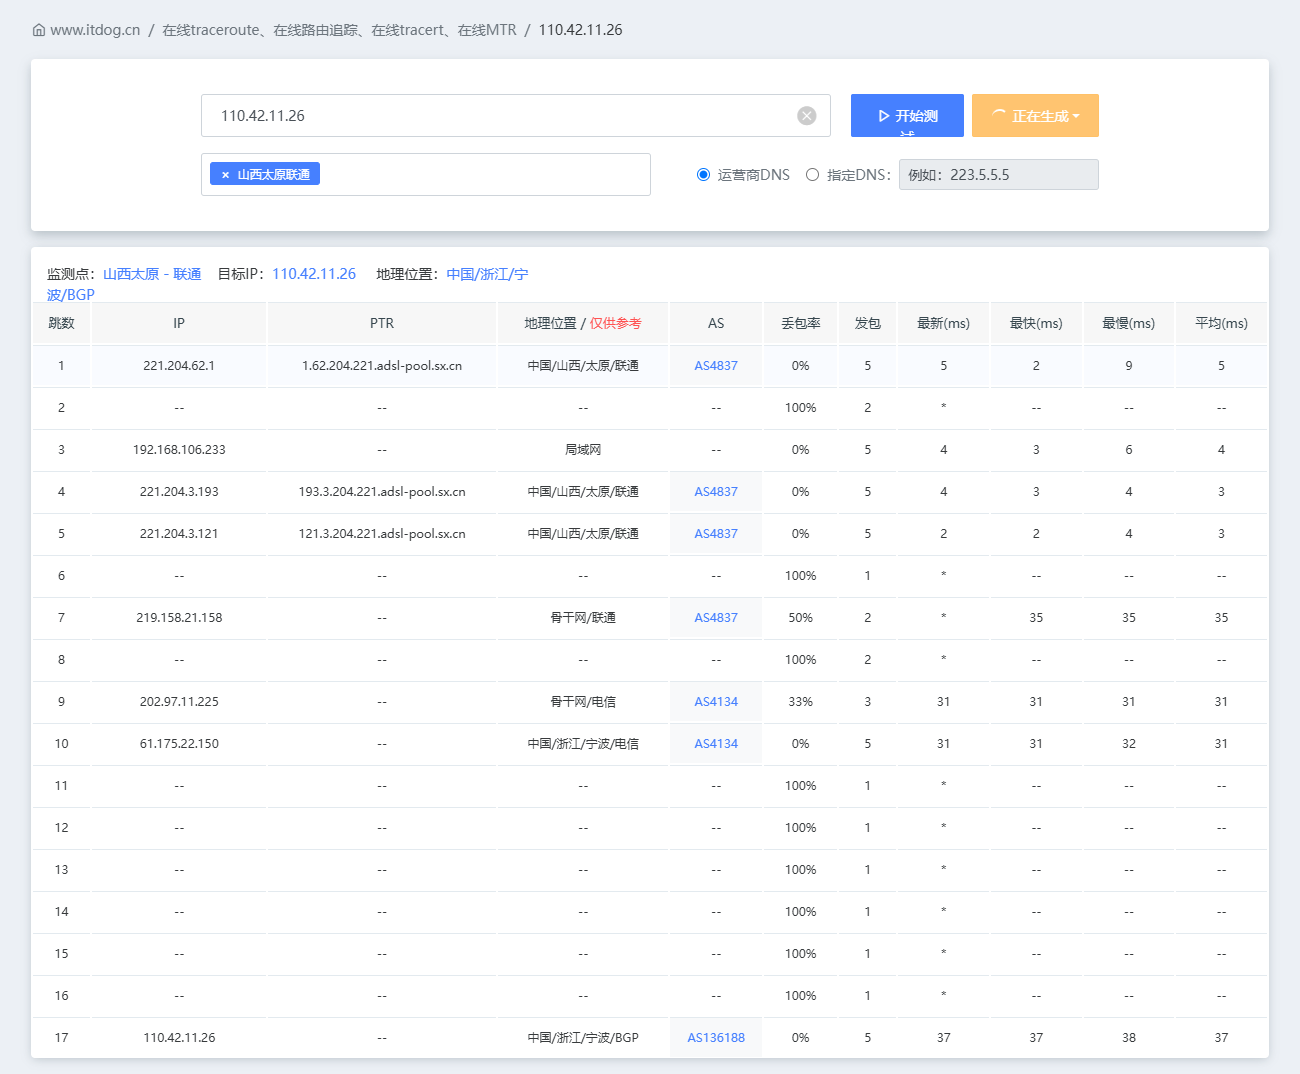 www.itdog.cn / 在线traceroute、在线路由追踪、在线tracert、在线MTR / 110.42.11.26
110.42.11.26
开始测试
正在生成
× 山西太原联通
运营商DNS 指定DNS： 例如：223.5.5.5
监测点：山西太原 - 联通 目标IP：110.42.11.26 地理位置：中国/浙江/宁
波/BGP
跳数 IP PTR 地理位置 / 仅供参考 AS 丢包率 发包 最新(ms) 最快(ms) 最慢(ms) 平均(ms)
1 221.204.62.1 1.62.204.221.adsl-pool.sx.cn 中国/山西/太原/联通 AS4837 0% 5 5 2 9 5
2 -- -- -- -- 100% 2 * -- -- --
3 192.168.106.233 -- 局域网 -- 0% 5 4 3 6 4
4 221.204.3.193 193.3.204.221.adsl-pool.sx.cn 中国/山西/太原/联通 AS4837 0% 5 4 3 4 3
5 221.204.3.121 121.3.204.221.adsl-pool.sx.cn 中国/山西/太原/联通 AS4837 0% 5 2 2 4 3
6 -- -- -- -- 100% 1 * -- -- --
7 219.158.21.158 -- 骨干网/联通 AS4837 50% 2 * 35 35 35
8 -- -- -- -- 100% 2 * -- -- --
9 202.97.11.225 -- 骨干网/电信 AS4134 33% 3 31 31 31 31
10 61.175.22.150 -- 中国/浙江/宁波/电信 AS4134 0% 5 31 31 32 31
11 -- -- -- -- 100% 1 * -- -- --
12 -- -- -- -- 100% 1 * -- -- --
13 -- -- -- -- 100% 1 * -- -- --
14 -- -- -- -- 100% 1 * -- -- --
15 -- -- -- -- 100% 1 * -- -- --
16 -- -- -- -- 100% 1 * -- -- --
17 110.42.11.26 -- 中国/浙江/宁波/BGP AS136188 0% 5 37 37 38 37